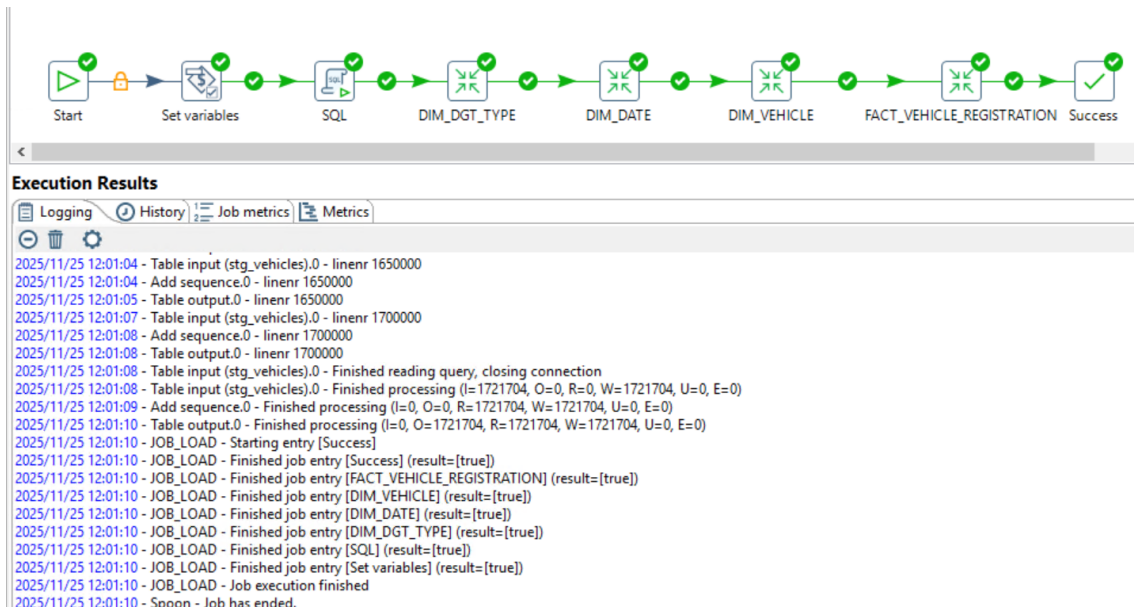 Start
Set variables
SQL
DIM_DGT_TYPE
DIM_DATE
DIM_VEHICLE
FACT_VEHICLE_REGISTRATION
Success
Execution Results
Logging
History
Job metrics
Metrics
2025/11/25 12:01:04 - Table input (stg_vehicles).0 - linenr 1650000
2025/11/25 12:01:04 - Add sequence.0 - linenr 1650000
2025/11/25 12:01:05 - Table output.0 - linenr 1650000
2025/11/25 12:01:07 - Table input (stg_vehicles).0 - linenr 1700000
2025/11/25 12:01:08 - Add sequence.0 - linenr 1700000
2025/11/25 12:01:08 - Table output.0 - linenr 1700000
2025/11/25 12:01:08 - Table input (stg_vehicles).0 - Finished reading query, closing connection
2025/11/25 12:01:08 - Table input (stg_vehicles).0 - Finished processing (I=1721704, O=0, R=0, W=1721704, U=0, E=0)
2025/11/25 12:01:09 - Add sequence.0 - Finished processing (I=0, O=0, R=1721704, W=1721704, U=0, E=0)
2025/11/25 12:01:10 - Table output.0 - Finished processing (I=0, O=1721704, R=1721704, W=1721704, U=0, E=0)
2025/11/25 12:01:10 - JOB_LOAD - Starting entry [Success]
2025/11/25 12:01:10 - JOB_LOAD - Finished job entry [Success] (result=[true])
2025/11/25 12:01:10 - JOB_LOAD - Finished job entry [FACT_VEHICLE_REGISTRATION] (result=[true])
2025/11/25 12:01:10 - JOB_LOAD - Finished job entry [DIM_VEHICLE] (result=[true])
2025/11/25 12:01:10 - JOB_LOAD - Finished job entry [DIM_DATE] (result=[true])
2025/11/25 12:01:10 - JOB_LOAD - Finished job entry [DIM_DGT_TYPE] (result=[true])
2025/11/25 12:01:10 - JOB_LOAD - Finished job entry [SQL] (result=[true])
2025/11/25 12:01:10 - JOB_LOAD - Finished job entry [Set variables] (result=[true])
2025/11/25 12:01:10 - JOB_LOAD - Job execution finished
2025/11/25 12:01:10 - Spoon - Job has ended.